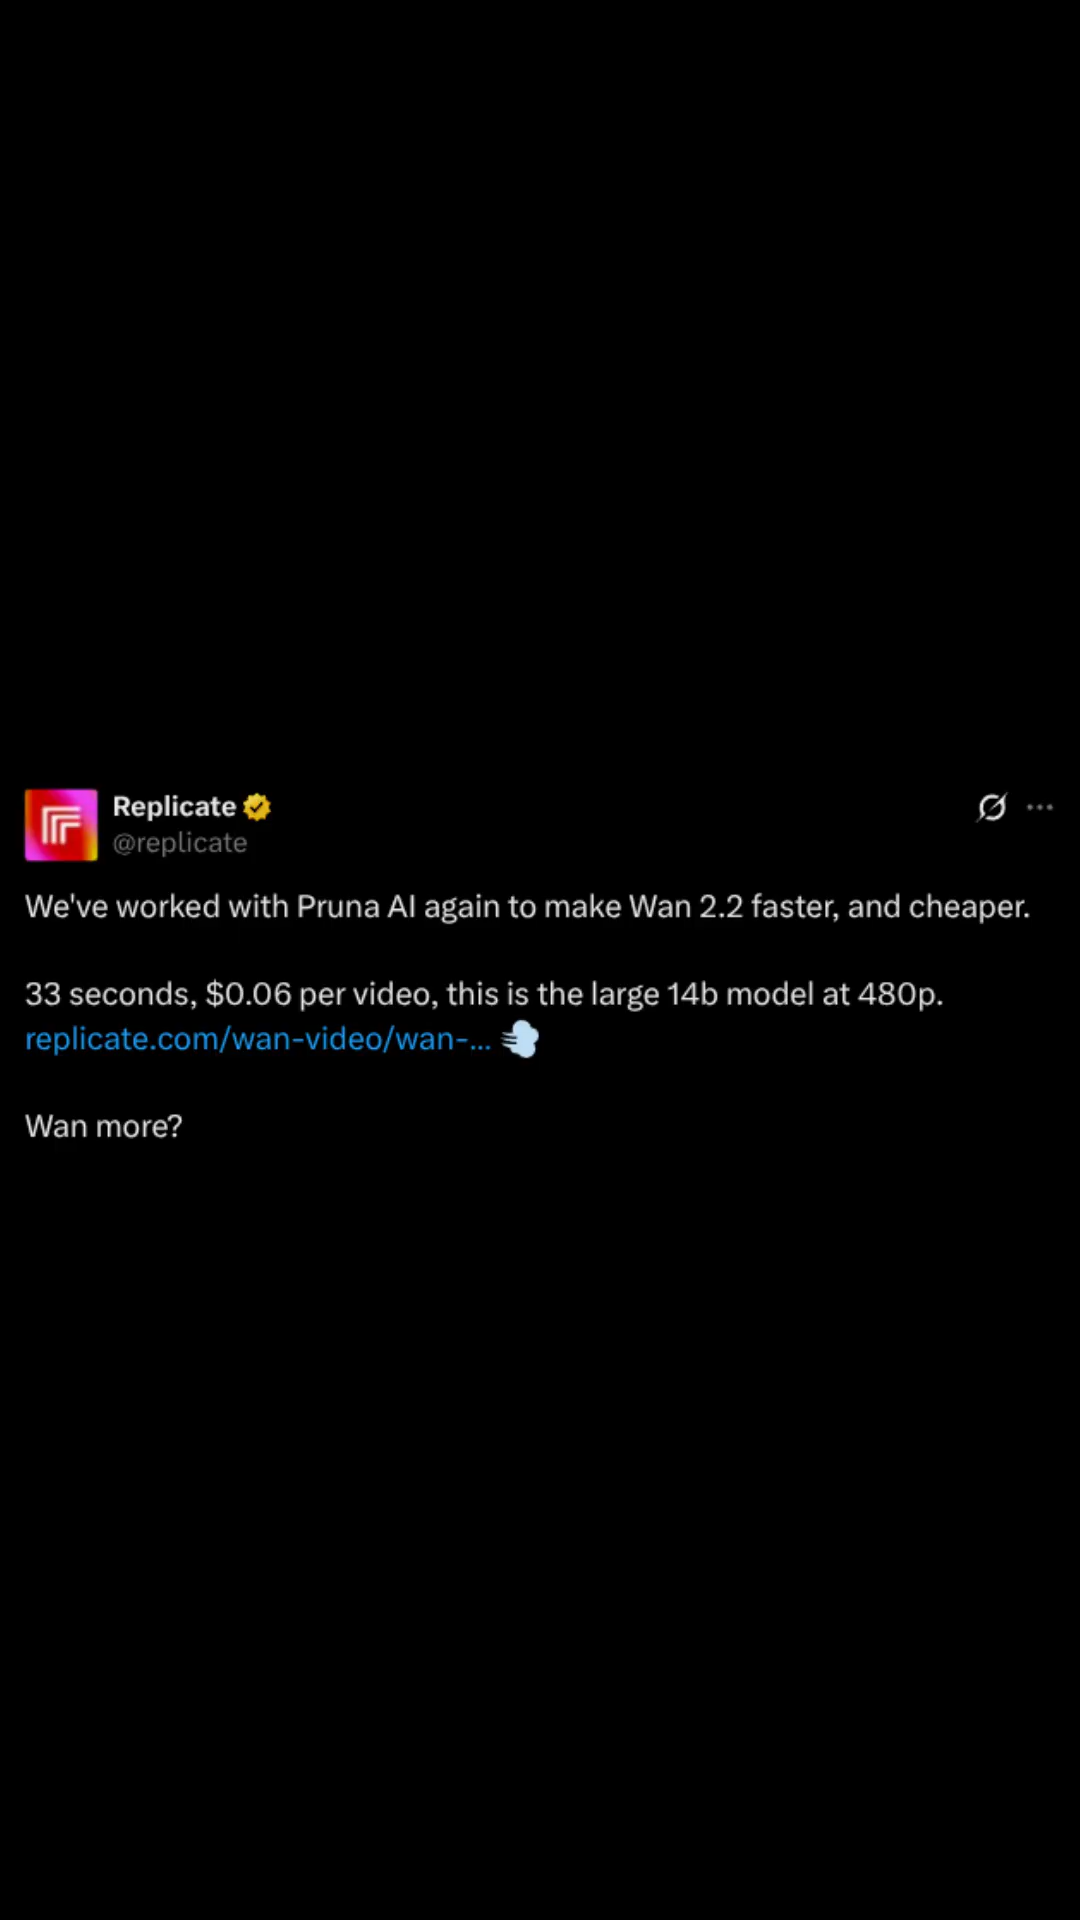 Replicate
@replicate
We've worked with Pruna AI again to make Wan 2.2 faster, and cheaper.
33 seconds, $0.06 per video, this is the large 14b model at 480p.
replicate.com/wan-video/wan-... 💨
Wan more?